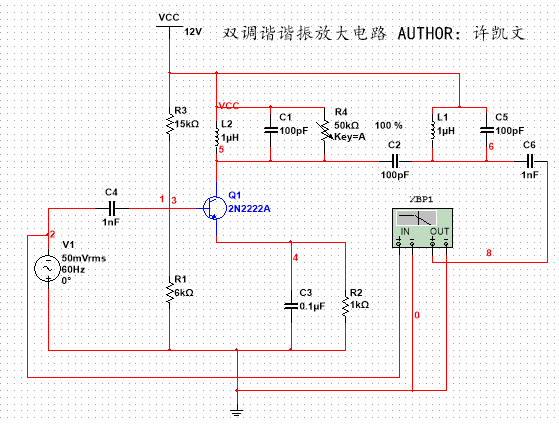 VCC
12V
双调谐谐振放大电路 AUTHOR: 许凯文
R3
15kΩ
VCC
L2
1μH
5
C1
100pF
R4
50kΩ
Key=A
100 %
L1
1μH
C5
100pF
6
C2
100pF
C6
1nF
C4
1nF
1
3
Q1
2N2222A
XBP1
IN
OUT
2
V1
50mVrms
60Hz
0°
R1
6kΩ
4
C3
0.1μF
R2
1kΩ
8
0